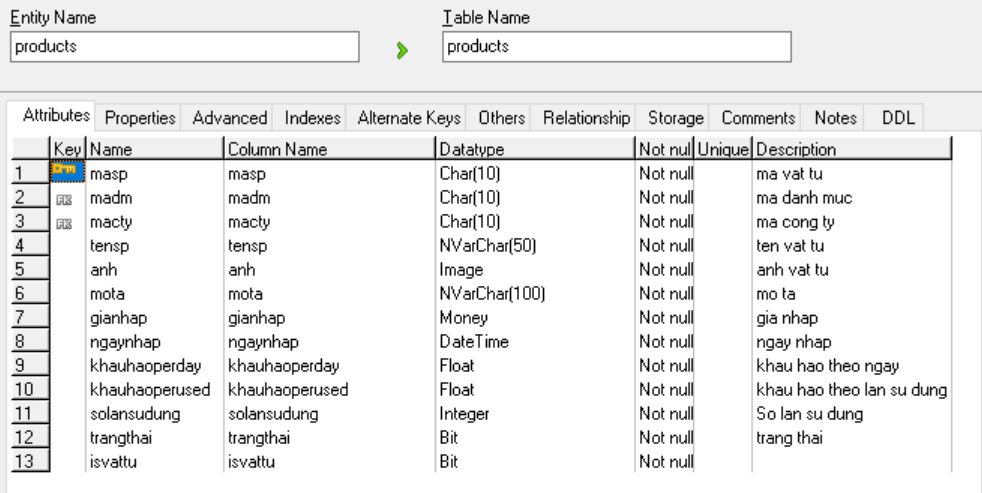 Entity Name Table Name
products products
Attributes Properties Advanced Indexes Alternate Keys Others Relationship Storage Comments Notes DDL
Key Name Column Name Datatype Not nul Unique Description
1 masp masp Char(10) Not null ma vat tu
2 FK madm madm Char(10) Not null ma danh muc
3 FK macty macty Char(10) Not null ma cong ty
4 tensp tensp NVarChar(50) Not null ten vat tu
5 anh anh Image Not null anh vat tu
6 mota mota NVarChar(100) Not null mo ta
7 gianhap gianhap Money Not null gia nhap
8 ngaynhap ngaynhap DateTime Not null ngay nhap
9 khauhaoperday khauhaoperday Float Not null khau hao theo ngay
10 khauhaoperused khauhaoperused Float Not null khau hao theo lan su dung
11 solansudung solansudung Integer Not null So lan su dung
12 trangthai trangthai Bit Not null trang thai
13 isvattu isvattu Bit Not null